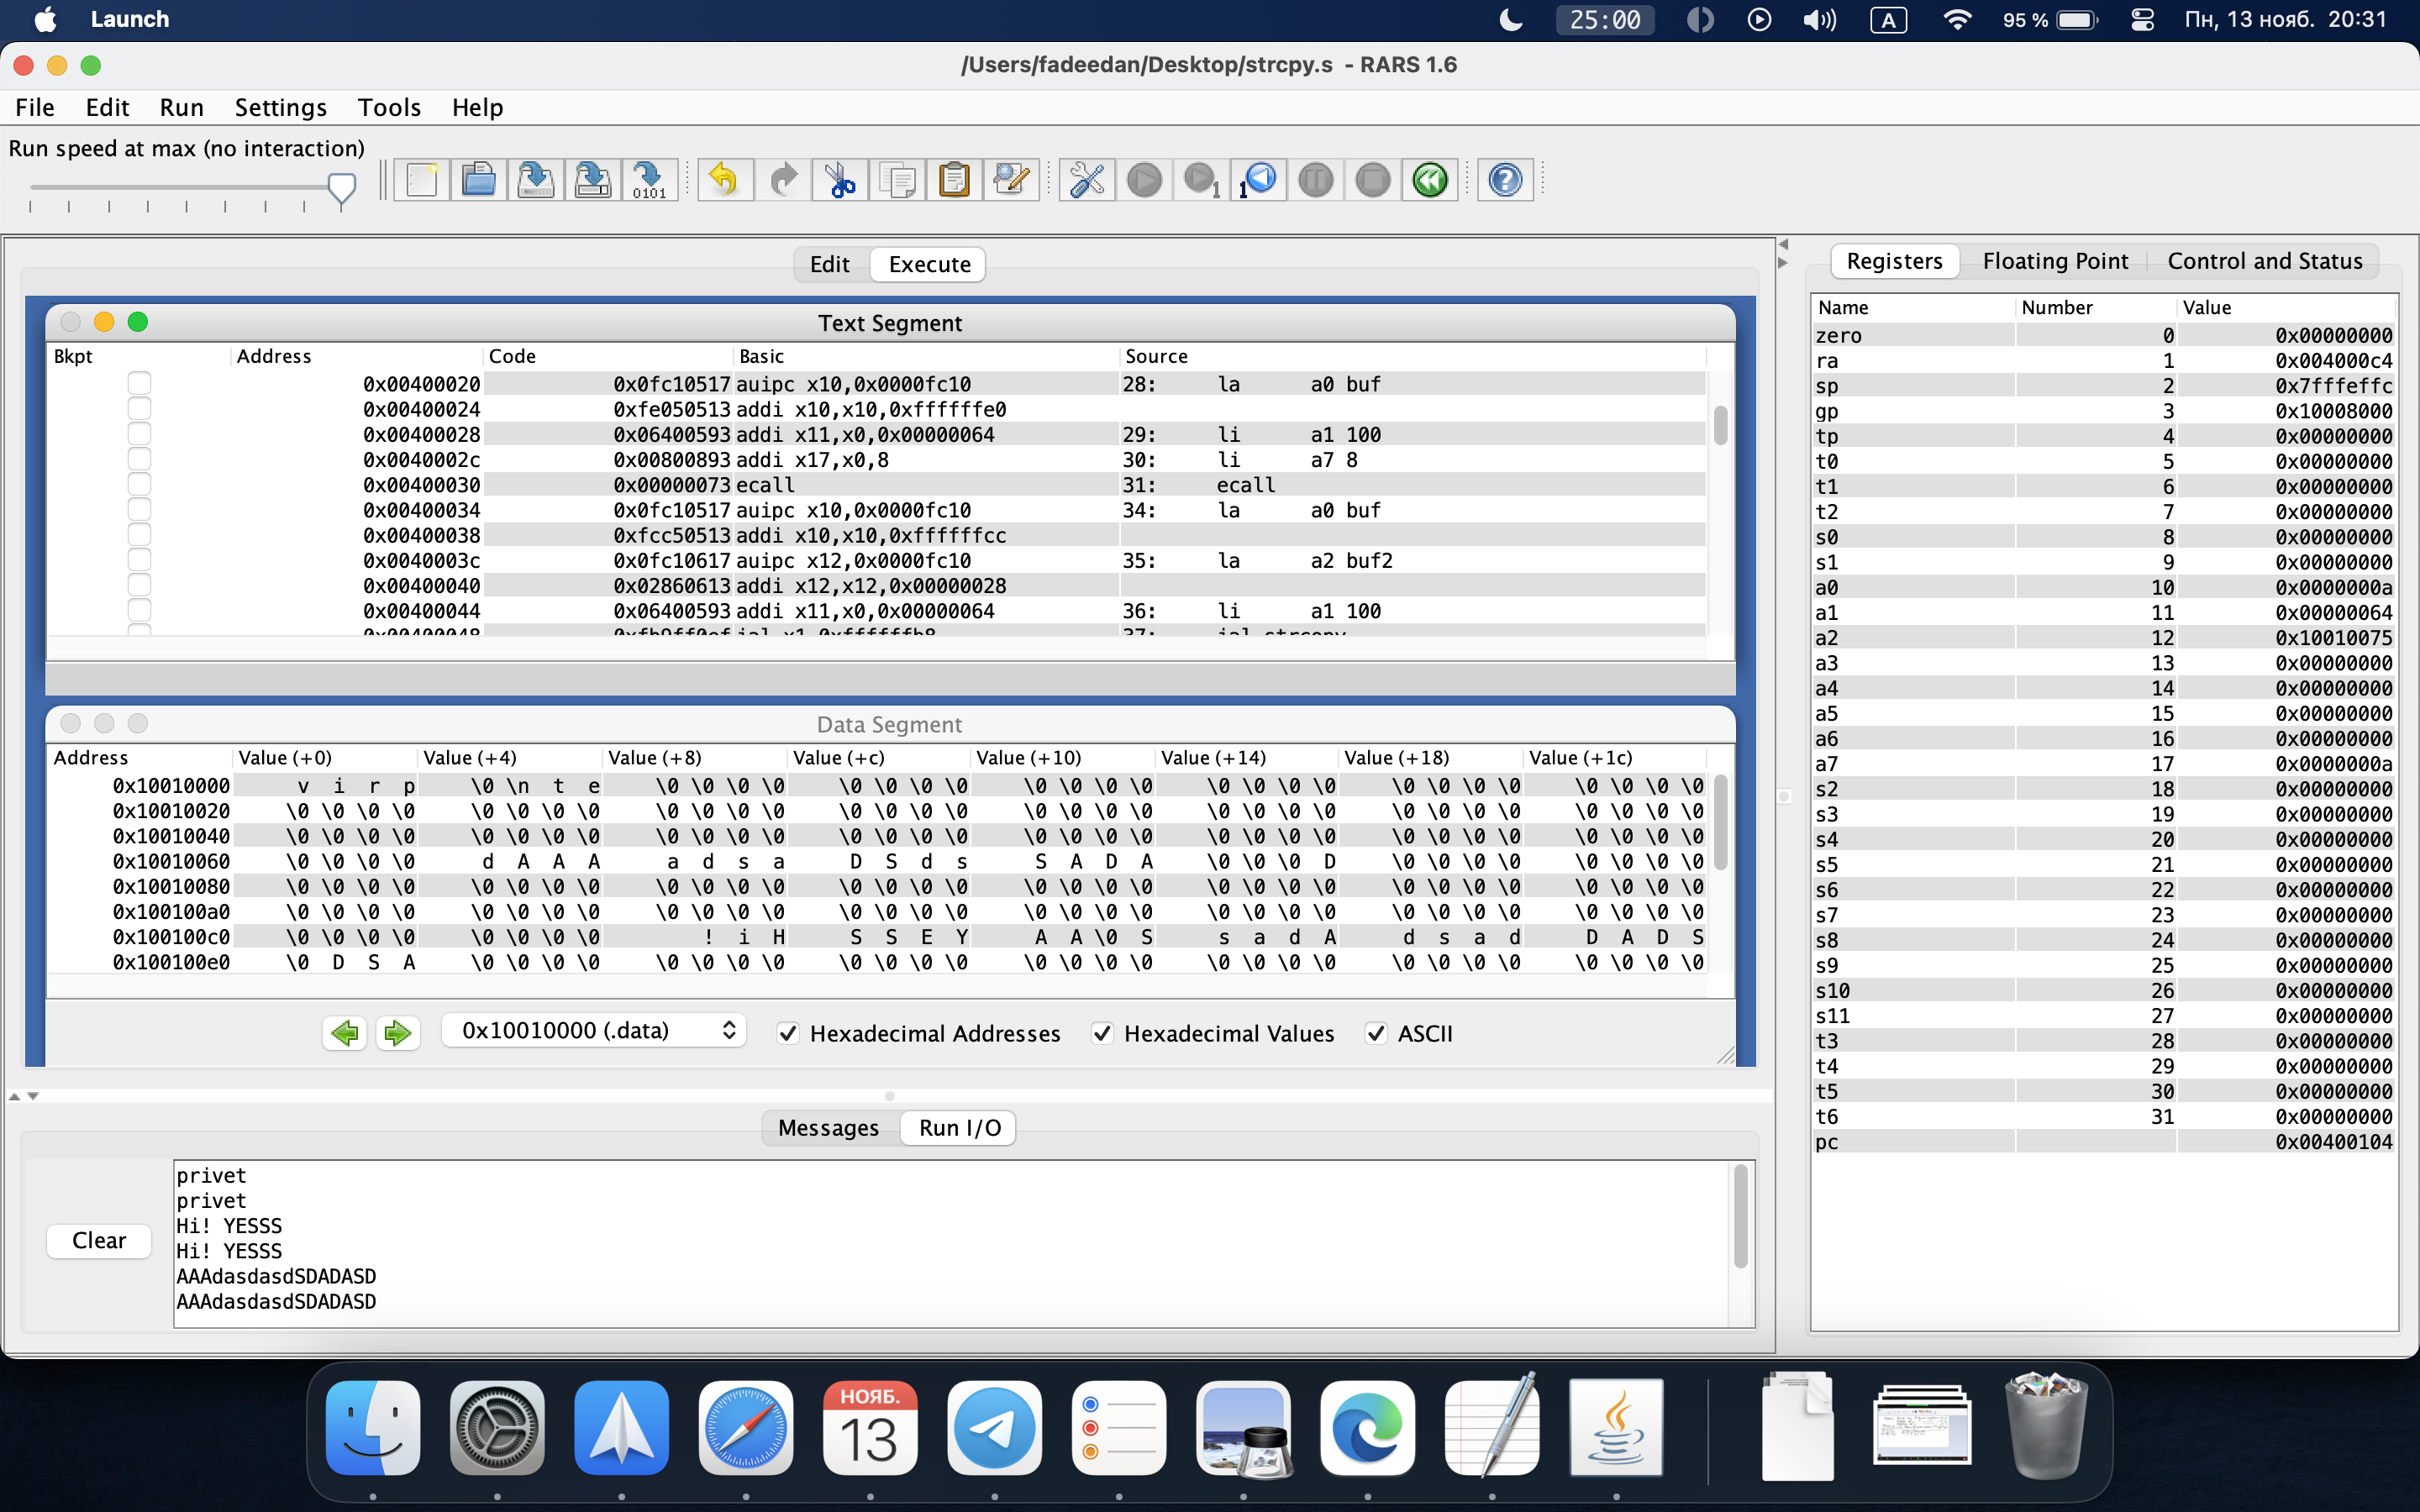 Launch 25:00 A 95 % Пн, 13 нояб. 20:31
/Users/fadeedan/Desktop/strcpy.s - RARS 1.6
File Edit Run Settings Tools Help
Run speed at max (no interaction)
0101 1 1
Edit Execute
Registers Floating Point Control and Status
Text Segment
Bkpt Address Code Basic Source
0x00400020 0x0fc10517 auipc x10,0x0000fc10 28: la a0 buf
0x00400024 0xfe050513 addi x10,x10,0xffffffe0
0x00400028 0x06400593 addi x11,x0,0x00000064 29: li a1 100
0x0040002c 0x00800893 addi x17,x0,8 30: li a7 8
0x00400030 0x00000073 ecall 31: ecall
0x00400034 0x0fc10517 auipc x10,0x0000fc10 34: la a0 buf
0x00400038 0xfcc50513 addi x10,x10,0xffffffcc
0x0040003c 0x0fc10617 auipc x12,0x0000fc10 35: la a2 buf2
0x00400040 0x02860613 addi x12,x12,0x00000028
0x00400044 0x06400593 addi x11,x0,0x00000064 36: li a1 100
0x00400048 0xfb9ff0ef jal x1,0xffffffb8 37: jal strcopy
Data Segment
Address Value (+0) Value (+4) Value (+8) Value (+c) Value (+10) Value (+14) Value (+18) Value (+1c)
0x10010000 v i r p \0 \n t e \0 \0 \0 \0 \0 \0 \0 \0 \0 \0 \0 \0 \0 \0 \0 \0 \0 \0 \0 \0 \0 \0 \0 \0
0x10010020 \0 \0 \0 \0 \0 \0 \0 \0 \0 \0 \0 \0 \0 \0 \0 \0 \0 \0 \0 \0 \0 \0 \0 \0 \0 \0 \0 \0 \0 \0 \0 \0
0x10010040 \0 \0 \0 \0 \0 \0 \0 \0 \0 \0 \0 \0 \0 \0 \0 \0 \0 \0 \0 \0 \0 \0 \0 \0 \0 \0 \0 \0 \0 \0 \0 \0
0x10010060 \0 \0 \0 \0 d A A A a d s a D S d s S A D A \0 \0 \0 D \0 \0 \0 \0 \0 \0 \0 \0
0x10010080 \0 \0 \0 \0 \0 \0 \0 \0 \0 \0 \0 \0 \0 \0 \0 \0 \0 \0 \0 \0 \0 \0 \0 \0 \0 \0 \0 \0 \0 \0 \0 \0
0x100100a0 \0 \0 \0 \0 \0 \0 \0 \0 \0 \0 \0 \0 \0 \0 \0 \0 \0 \0 \0 \0 \0 \0 \0 \0 \0 \0 \0 \0 \0 \0 \0 \0
0x100100c0 \0 \0 \0 \0 \0 \0 \0 \0 ! i H S S E Y A A \0 S s a d A d s a d D A D S
0x100100e0 \0 D S A \0 \0 \0 \0 \0 \0 \0 \0 \0 \0 \0 \0 \0 \0 \0 \0 \0 \0 \0 \0 \0 \0 \0 \0 \0 \0 \0 \0
0x10010000 (.data) Hexadecimal Addresses Hexadecimal Values ASCII
Name Number Value
zero 0 0x00000000
ra 1 0x004000c4
sp 2 0x7fffeffc
gp 3 0x10008000
tp 4 0x00000000
t0 5 0x00000000
t1 6 0x00000000
t2 7 0x00000000
s0 8 0x00000000
s1 9 0x00000000
a0 10 0x0000000a
a1 11 0x00000064
a2 12 0x10010075
a3 13 0x00000000
a4 14 0x00000000
a5 15 0x00000000
a6 16 0x00000000
a7 17 0x0000000a
s2 18 0x00000000
s3 19 0x00000000
s4 20 0x00000000
s5 21 0x00000000
s6 22 0x00000000
s7 23 0x00000000
s8 24 0x00000000
s9 25 0x00000000
s10 26 0x00000000
s11 27 0x00000000
t3 28 0x00000000
t4 29 0x00000000
t5 30 0x00000000
t6 31 0x00000000
pc 0x00400104
Messages Run I/O
Clear
privet
privet
Hi! YESSS
Hi! YESSS
AAAdasdasdSDADASD
AAAdasdasdSDADASD
НОЯБ.
13